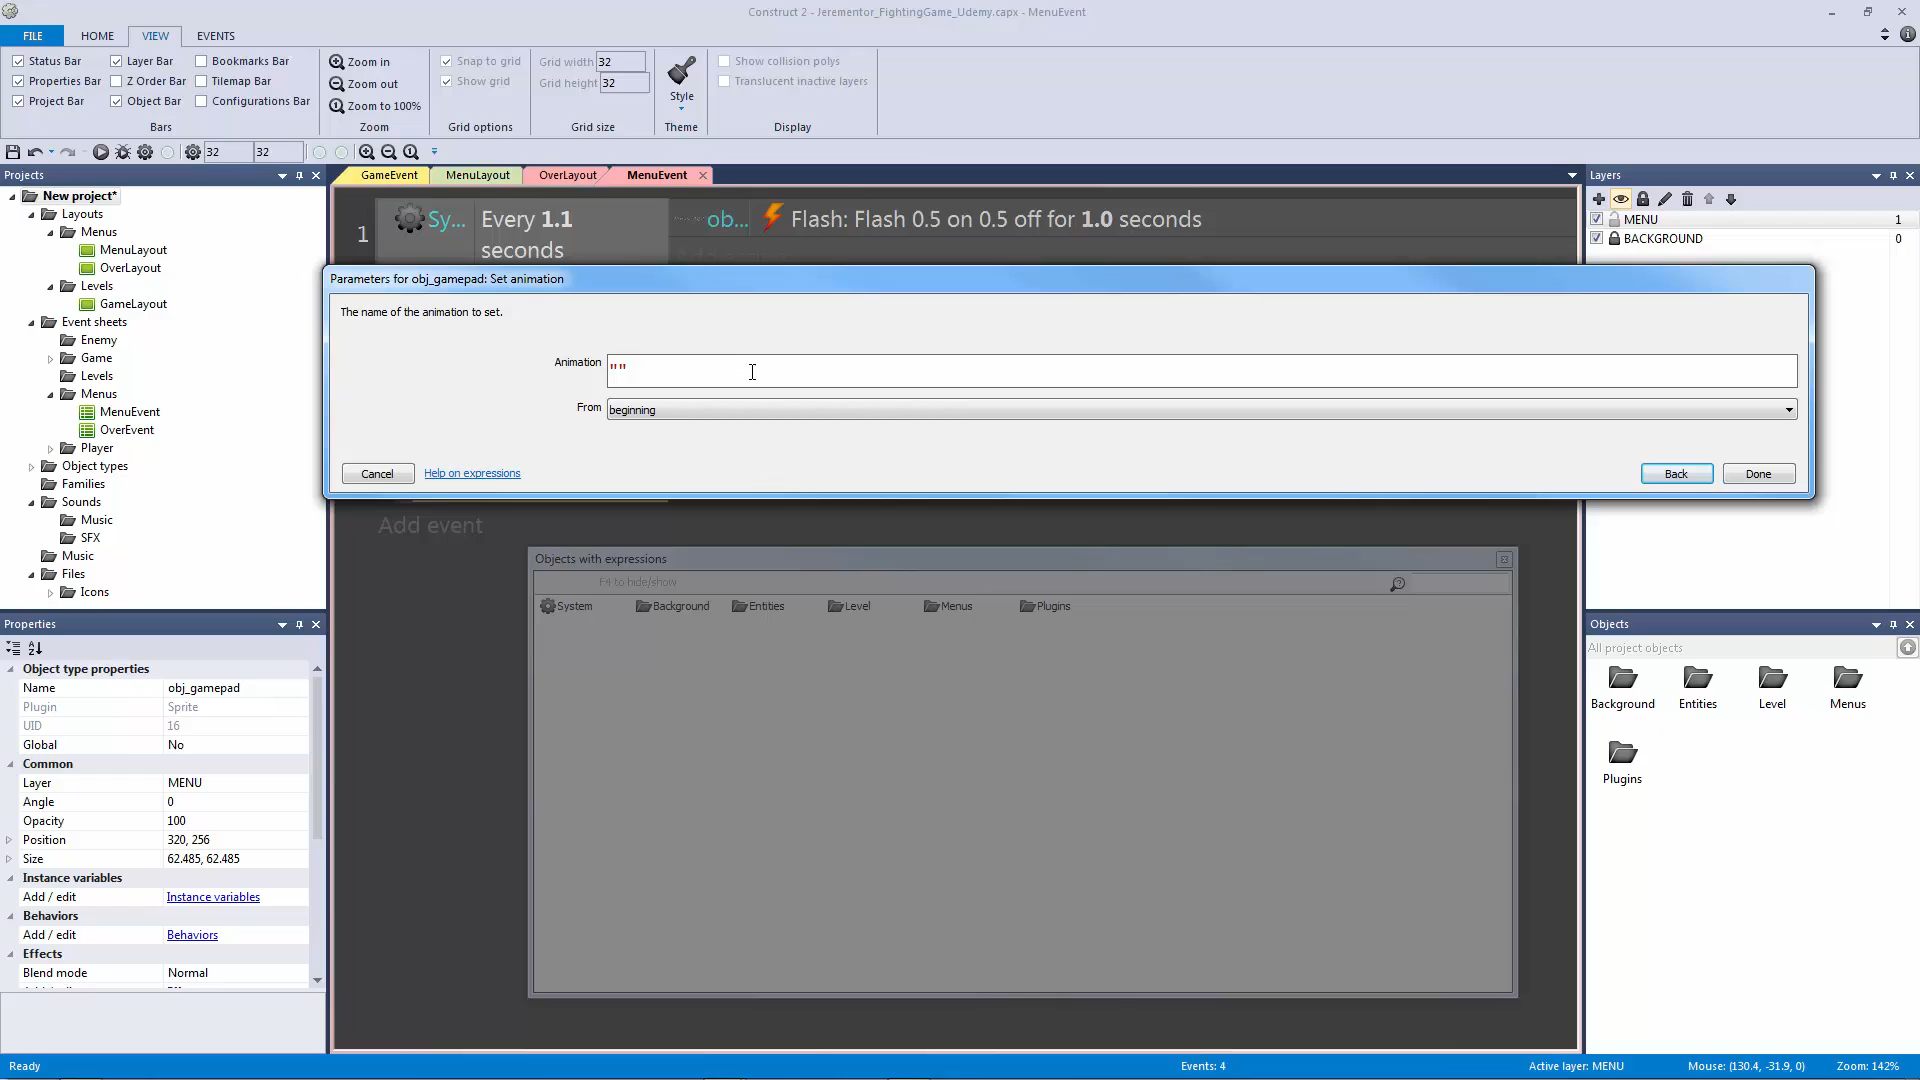 Construct 2 - Jerementor_FightingGame_Udemy.capx - MenuEvent
FILE HOME VIEW EVENTS
Status Bar Layer Bar Bookmarks Bar Zoom in Snap to grid Grid width 32 Show collision polys
Properties Bar Z Order Bar Tilemap Bar Zoom out Show grid Grid height 32 Translucent inactive layers
Project Bar Object Bar Configurations Bar Zoom to 100% Style
Bars Zoom Grid options Grid size Theme Display
32 32
Projects
New project*
Layouts
Menus
MenuLayout
OverLayout
Levels
GameLayout
Event sheets
Enemy
Game
Levels
Menus
MenuEvent
OverEvent
Player
Object types
Families
Sounds
Music
SFX
Music
Files
Icons
Properties
Object type properties
Name obj_gamepad
Plugin Sprite
UID 16
Global No
Common
Layer MENU
Angle 0
Opacity 100
Position 320, 256
Size 62.485, 62.485
Instance variables
Add / edit Instance variables
Behaviors
Add / edit Behaviors
Effects
Blend mode Normal
GameEvent MenuLayout OverLayout MenuEvent
1 Sy... Every 1.1 seconds ob... Flash: Flash 0.5 on 0.5 off for 1.0 seconds
Parameters for obj_gamepad: Set animation
The name of the animation to set.
Animation ""
From beginning
Cancel Help on expressions Back Done
Add event
Objects with expressions
F4 to hide/show
System Background Entities Level Menus Plugins
Layers
MENU 1
BACKGROUND 0
Objects
All project objects
Background Entities Level Menus
Plugins
Ready Events: 4 Active layer: MENU Mouse: (130.4, -31.9, 0) Zoom: 142%